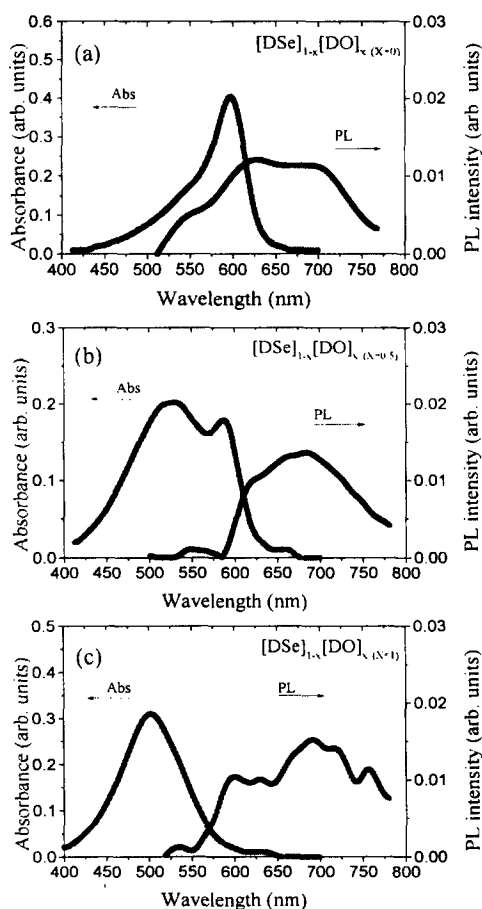 (a)
[DSe]1-x[DO]x (X=0)
Abs
PL
Absorbance (arb. units)
PL intensity (arb units)
0.6
0.5
0.4
0.3
0.2
0.1
0.0
0.03
0.02
0.01
0.00
400 450 500 550 600 650 700 750 800
Wavelength (nm)
(b)
[DSe]1-x[DO]x (X=0.5)
Abs
PL
Absorbance (arb. units)
PL intensity (arb. units)
0.3
0.2
0.1
0.0
0.03
0.02
0.01
0.00
400 450 500 550 600 650 700 750 800
Wavelength (nm)
(c)
[DSe]1-x[DO]x (X=1)
Abs
PL
Absorbance (arb. units)
PL intensity (arb. units)
0.5
0.4
0.3
0.2
0.1
0.0
0.03
0.02
0.01
0.00
400 450 500 550 600 650 700 750 800
Wavelength (nm)